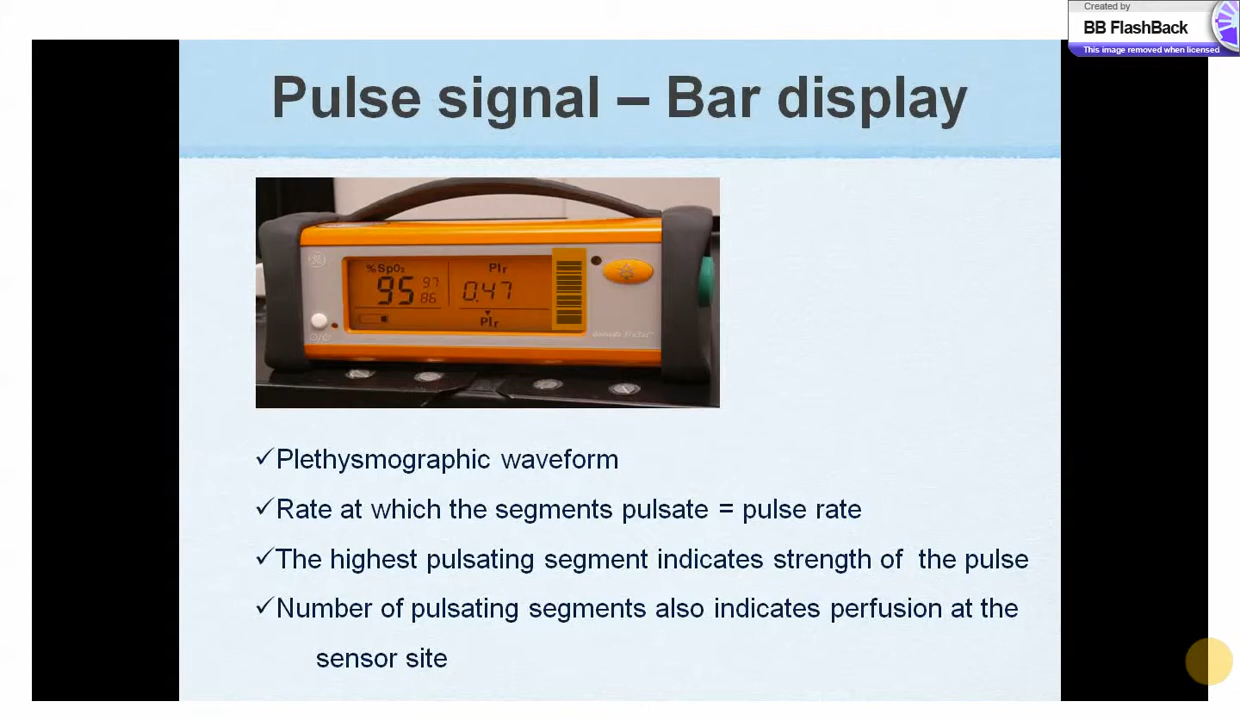 Created by
BB FlashBack
This image removed when licensed
Pulse signal – Bar display
%SpO₂
PIr
95
97
86
0.47
PIr
✓Plethysmographic waveform
✓Rate at which the segments pulsate = pulse rate
✓The highest pulsating segment indicates strength of the pulse
✓Number of pulsating segments also indicates perfusion at the
sensor site